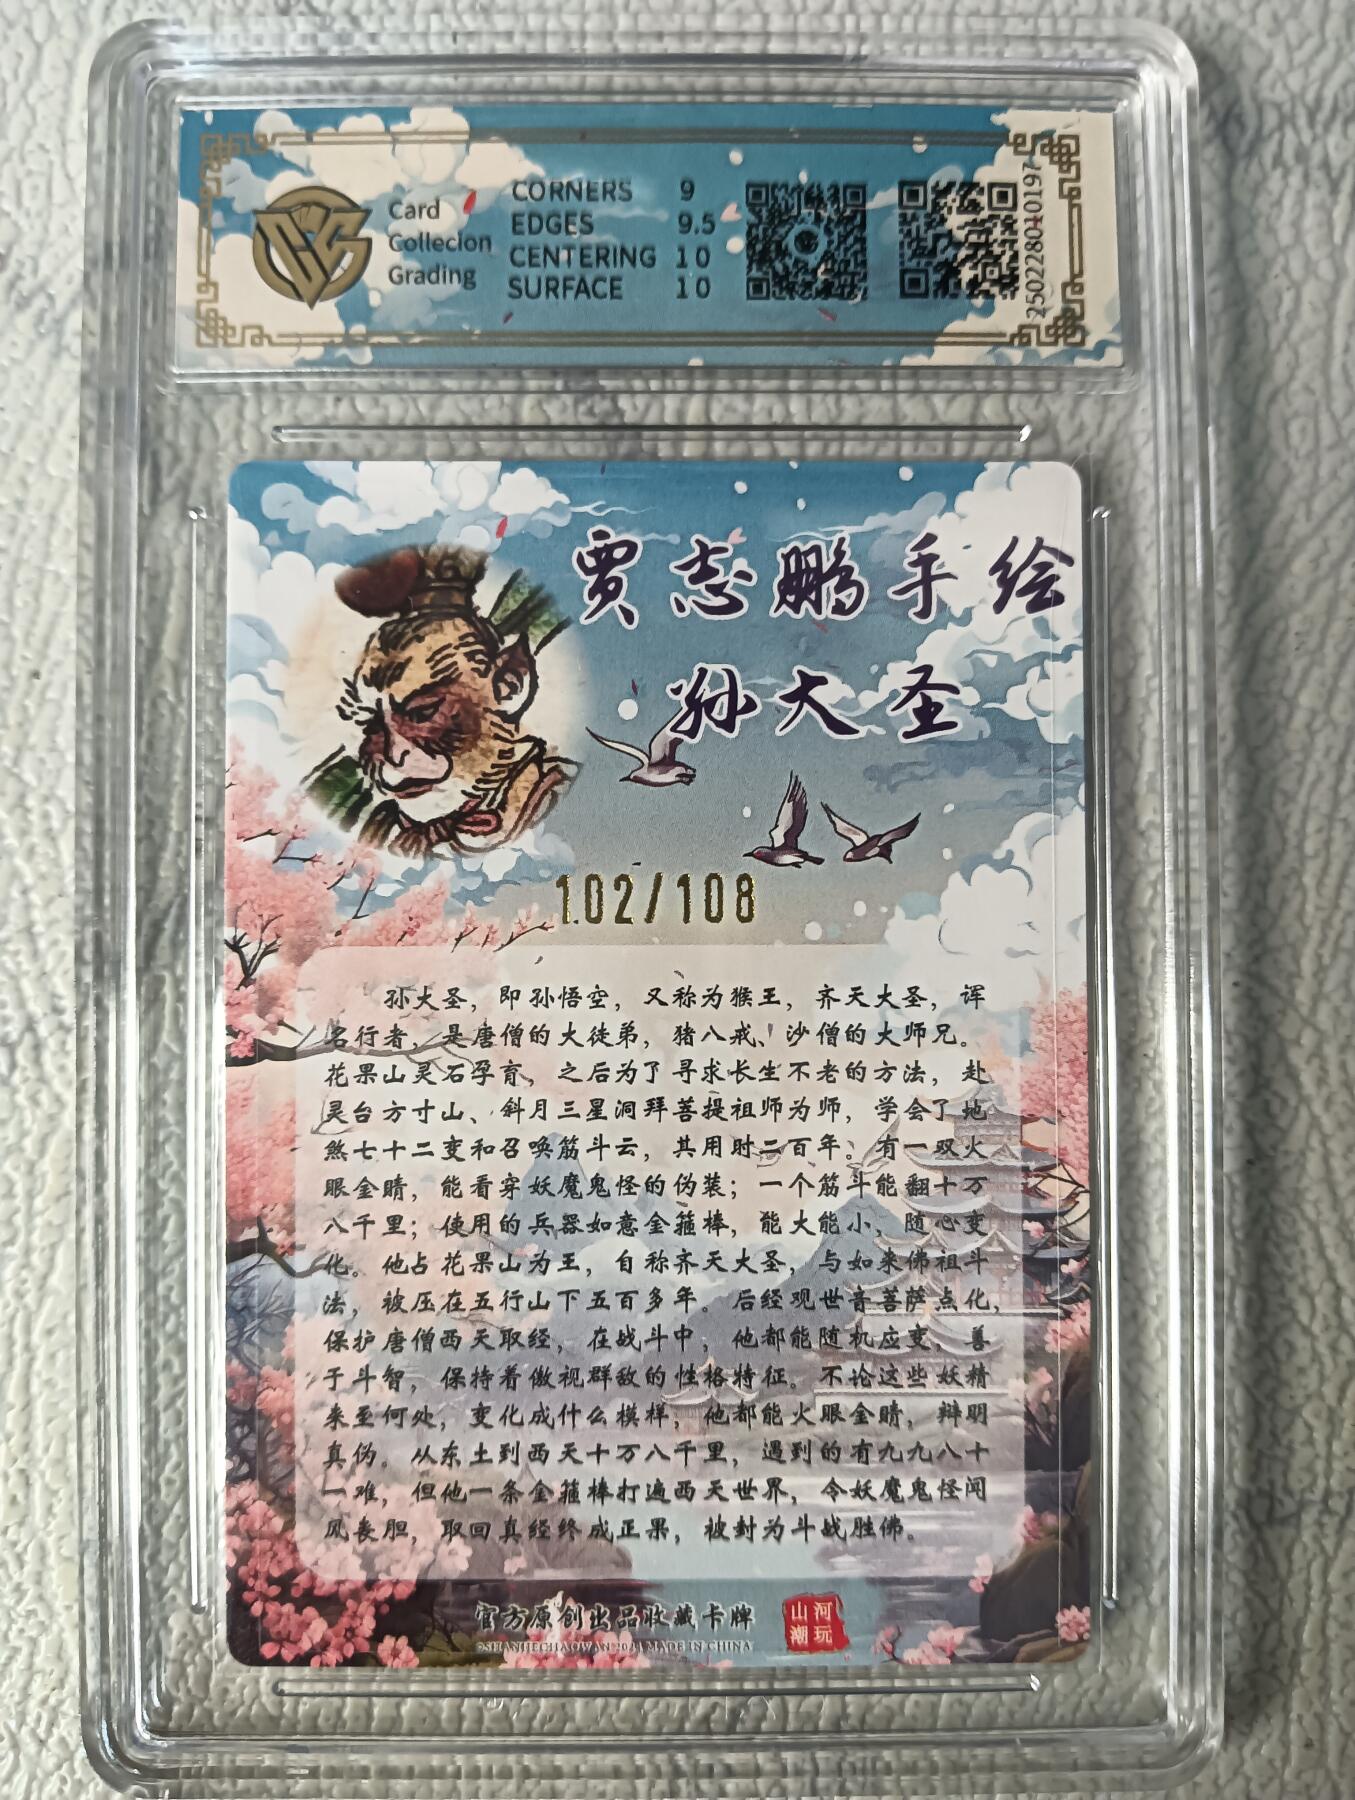 Card
Colleclon
Grading
CORNERS 9
EDGES 9.5
CENTERING 10
SURFACE 10
2502280110197
贾志鹏手绘
孙大圣
102/108
孙大圣，即孙悟空，又称为猴王，齐天大圣，诨
名行者，是唐僧的大徒弟，猪八戒、沙僧的大师兄。
花果山灵石孕育，之后为了寻求长生不老的方法，赴
灵台方寸山、斜月三星洞拜菩提祖师为师，学会了地
煞七十二变和召唤筋斗云，其用时二百年。有一双火
眼金睛，能看穿妖魔鬼怪的伪装；一个筋斗能翻十万
八千里；使用的兵器如意金箍棒，能大能小，随心变
化。他占花果山为王，自称齐天大圣，与如来佛祖斗
法，被压在五行山下五百多年。后经观世音菩萨点化，
保护唐僧西天取经，在战斗中，他都能随机应变，善
于斗智，保持着傲视群敌的性格特征。不论这些妖精
来至何处，变化成什么模样，他都能火眼金睛，辩明
真伪。从东土到西天十万八千里，遇到的有九九八十
一难，但他一条金箍棒打遍西天世界，令妖魔鬼怪闻
风丧胆，取回真经终成正果，被封为斗战胜佛。
官方原创出品收藏卡牌
©SHANHECHAOWAN 2024 MADE IN CHINA
山河
潮玩